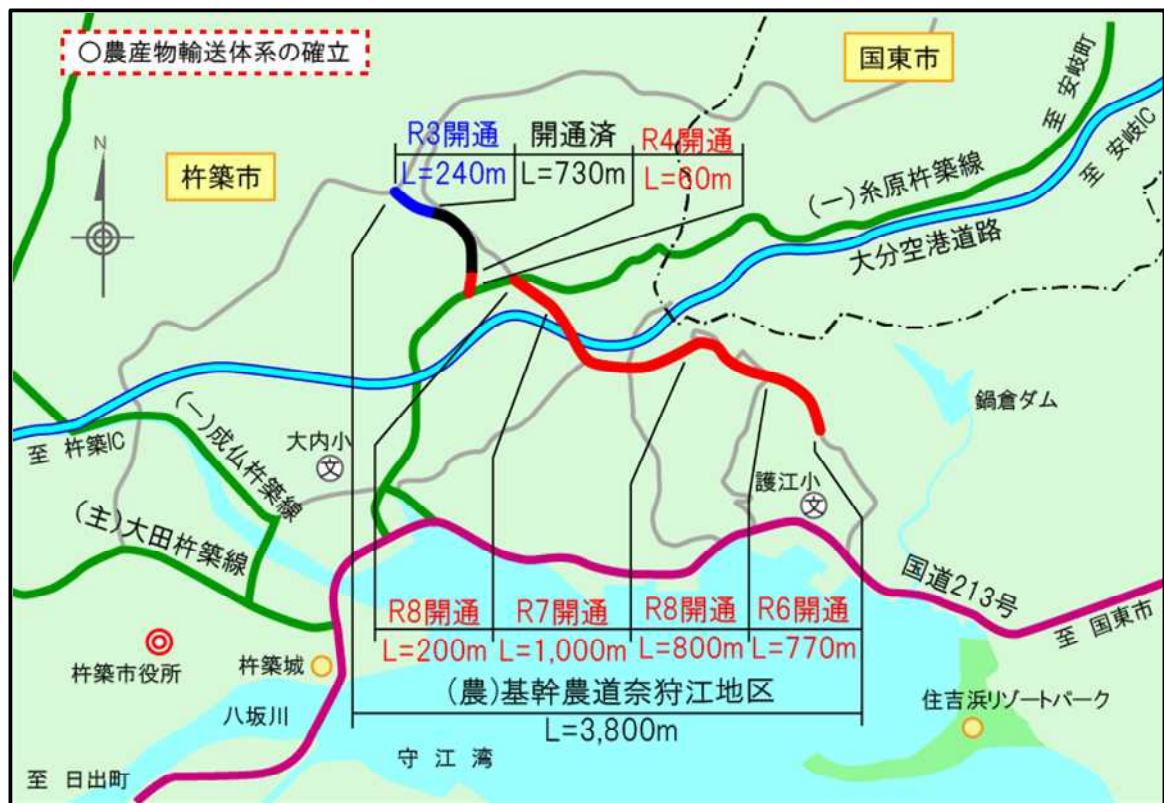 ○農産物輸送体系の確立
国東市
至 安岐町
至 安岐IC
N
杵築市
R3開通
開通済
R4開通
L=240m
L=730m
L=60m
(一)糸原杵築線
大分空港道路
鍋倉ダム
至 杵築IC
(一)成仏杵築線
大内小
文
護江小
文
(主)大田杵築線
国道213号
至 国東市
R8開通
R7開通
R8開通
R6開通
L=200m
L=1,000m
L=800m
L=770m
杵築市役所
杵築城
(農)基幹農道奈狩江地区
L=3,800m
住吉浜リゾートパーク
八坂川
守江湾
至 日出町